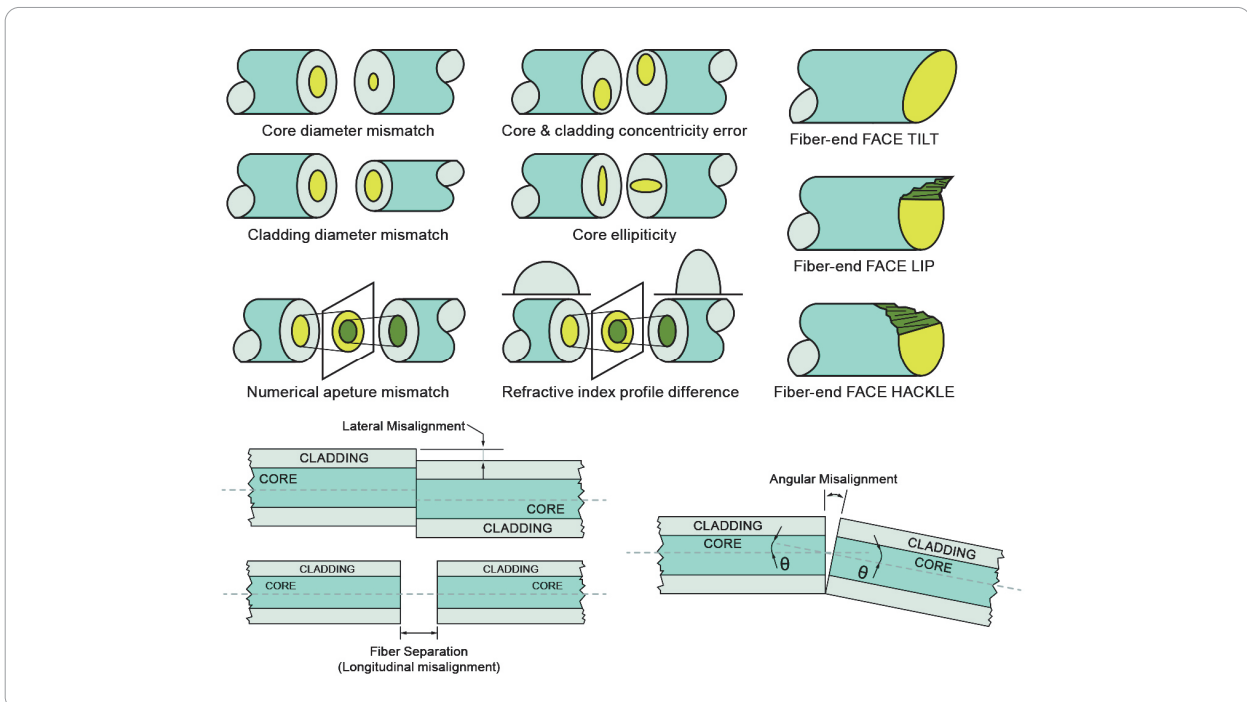 Core diameter mismatch
Core & cladding concentricity error
Fiber-end FACE TILT
Cladding diameter mismatch
Core ellipiticity
Fiber-end FACE LIP
Numerical apeture mismatch
Refractive index profile difference
Fiber-end FACE HACKLE
Lateral Misalignment
CLADDING
CORE
CORE
CLADDING
Angular Misalignment
CLADDING
CORE
θ
CLADDING
CORE
θ
CLADDING
CORE
CLADDING
CORE
Fiber Separation
(Longitudinal misalignment)